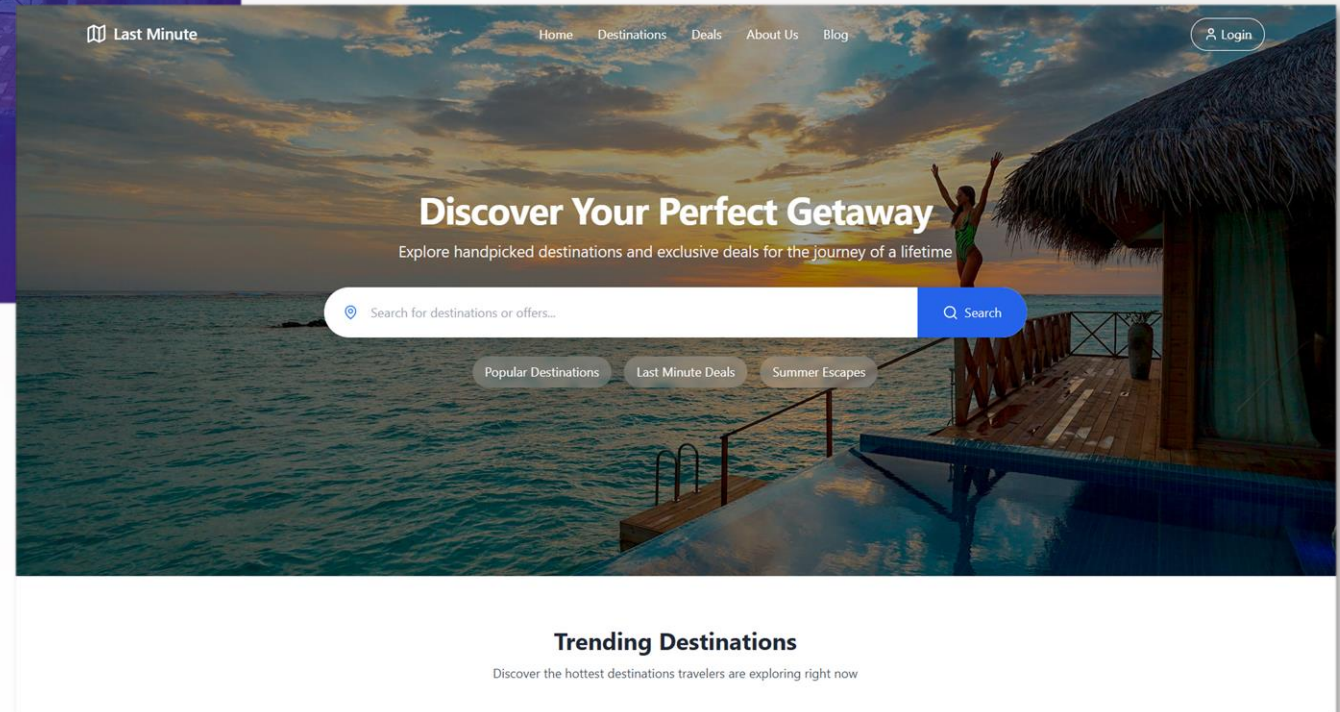 Last Minute
Home Destinations Deals About Us Blog
Login
Discover Your Perfect Getaway
Explore handpicked destinations and exclusive deals for the journey of a lifetime
Search for destinations or offers...
Search
Popular Destinations Last Minute Deals Summer Escapes
Trending Destinations
Discover the hottest destinations travelers are exploring right now